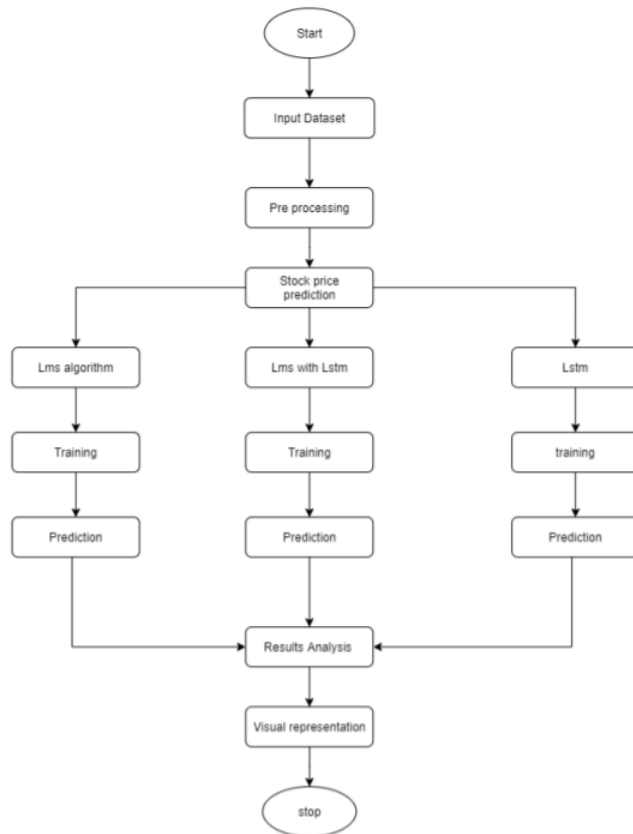 Start
Input Dataset
Pre processing
Stock price
prediction
Lms algorithm
Lms with Lstm
Lstm
Training
Training
training
Prediction
Prediction
Prediction
Results Analysis
Visual representation
stop